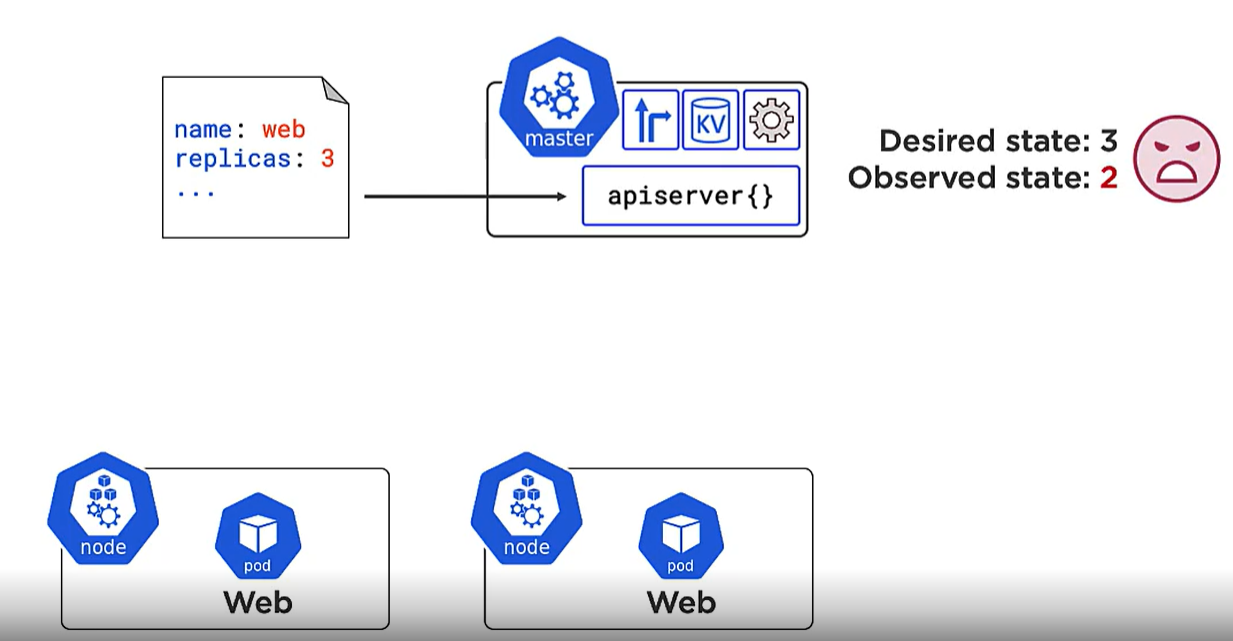 name: web
replicas: 3
...
master
KV
apiserver{}
Desired state: 3
Observed state: 2
node
pod
Web
node
pod
Web